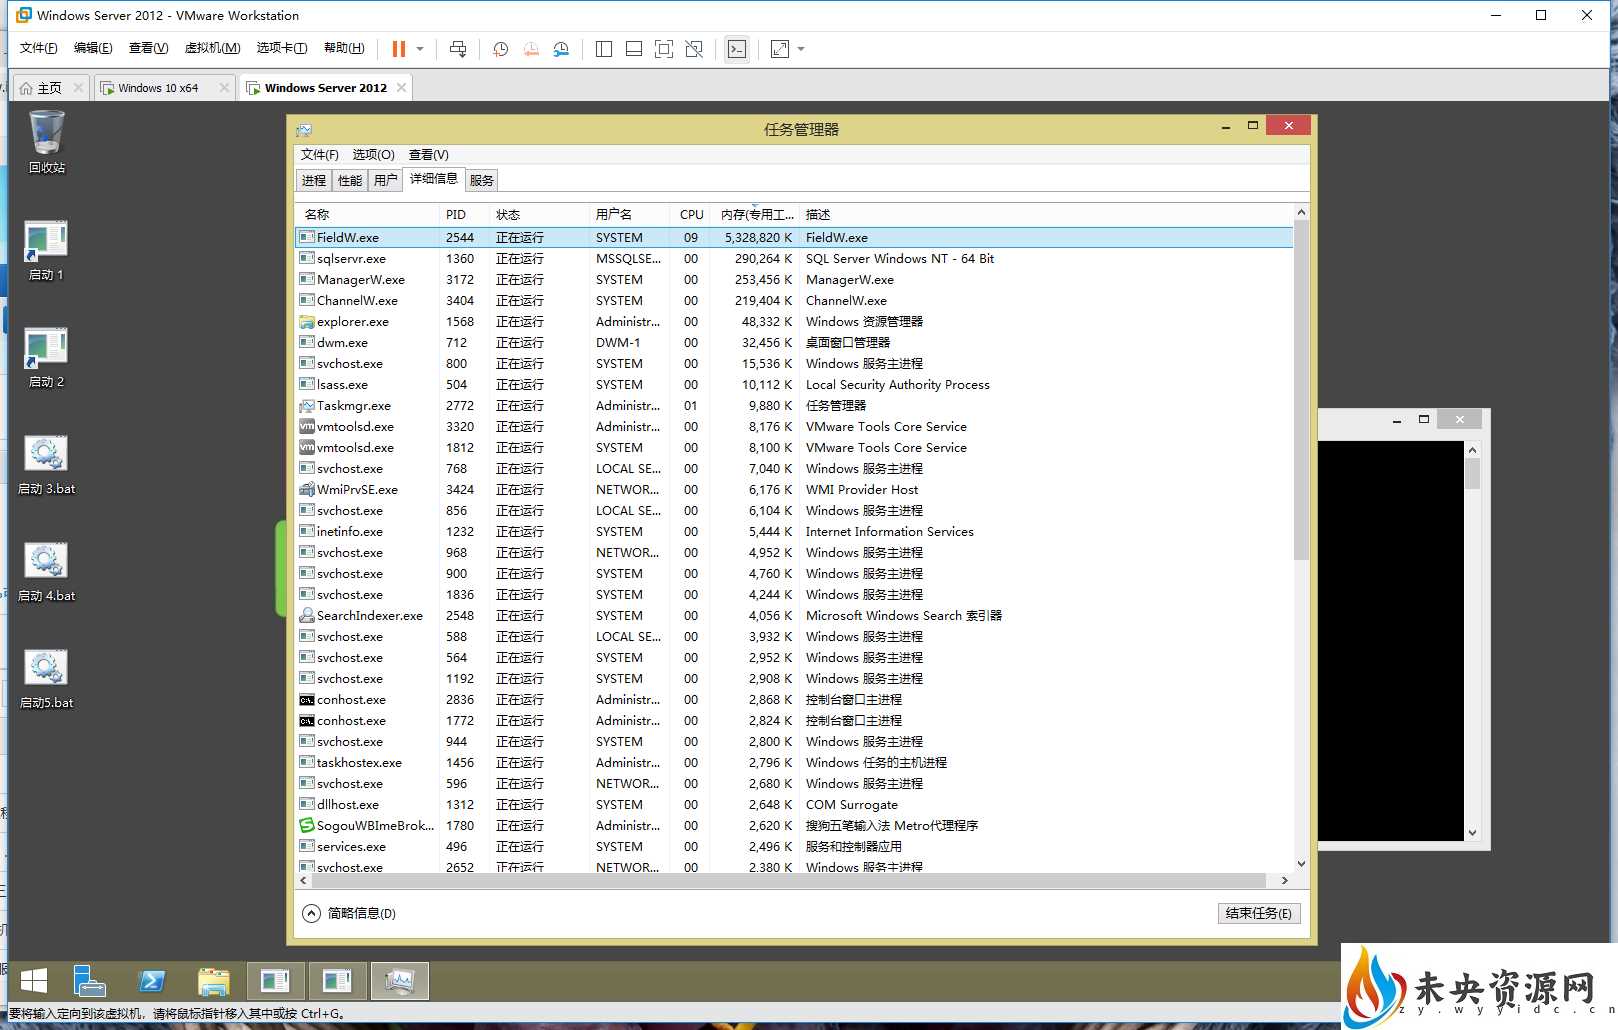 Windows Server 2012 - VMware Workstation
文件(F) 编辑(E) 查看(V) 虚拟机(M) 选项卡(T) 帮助(H)
主页 Windows 10 x64 Windows Server 2012
回收站
启动 1
启动 2
启动 3.bat
启动 4.bat
启动5.bat
任务管理器
文件(F) 选项(O) 查看(V)
进程 性能 用户 详细信息 服务
名称 PID 状态 用户名 CPU 内存(专用工... 描述
FieldW.exe 2544 正在运行 SYSTEM 09 5,328,820 K FieldW.exe
sqlservr.exe 1360 正在运行 MSSQLSE... 00 290,264 K SQL Server Windows NT - 64 Bit
ManagerW.exe 3172 正在运行 SYSTEM 00 253,456 K ManagerW.exe
ChannelW.exe 3404 正在运行 SYSTEM 00 219,404 K ChannelW.exe
explorer.exe 1568 正在运行 Administr... 00 48,332 K Windows 资源管理器
dwm.exe 712 正在运行 DWM-1 00 32,456 K 桌面窗口管理器
svchost.exe 800 正在运行 SYSTEM 00 15,536 K Windows 服务主进程
lsass.exe 504 正在运行 SYSTEM 00 10,112 K Local Security Authority Process
Taskmgr.exe 2772 正在运行 Administr... 01 9,880 K 任务管理器
vmtoolsd.exe 3320 正在运行 Administr... 00 8,176 K VMware Tools Core Service
vmtoolsd.exe 1812 正在运行 SYSTEM 00 8,100 K VMware Tools Core Service
svchost.exe 768 正在运行 LOCAL SE... 00 7,040 K Windows 服务主进程
WmiPrvSE.exe 3424 正在运行 NETWOR... 00 6,176 K WMI Provider Host
svchost.exe 856 正在运行 LOCAL SE... 00 6,104 K Windows 服务主进程
inetinfo.exe 1232 正在运行 SYSTEM 00 5,444 K Internet Information Services
svchost.exe 968 正在运行 NETWOR... 00 4,952 K Windows 服务主进程
svchost.exe 900 正在运行 SYSTEM 00 4,760 K Windows 服务主进程
svchost.exe 1836 正在运行 SYSTEM 00 4,244 K Windows 服务主进程
SearchIndexer.exe 2548 正在运行 SYSTEM 00 4,056 K Microsoft Windows Search 索引器
svchost.exe 588 正在运行 LOCAL SE... 00 3,932 K Windows 服务主进程
svchost.exe 564 正在运行 SYSTEM 00 2,952 K Windows 服务主进程
svchost.exe 1192 正在运行 SYSTEM 00 2,908 K Windows 服务主进程
conhost.exe 2836 正在运行 Administr... 00 2,868 K 控制台窗口主进程
conhost.exe 1772 正在运行 Administr... 00 2,824 K 控制台窗口主进程
svchost.exe 944 正在运行 SYSTEM 00 2,800 K Windows 服务主进程
taskhostex.exe 1456 正在运行 Administr... 00 2,796 K Windows 任务的主机进程
svchost.exe 596 正在运行 NETWOR... 00 2,680 K Windows 服务主进程
dllhost.exe 1312 正在运行 SYSTEM 00 2,648 K COM Surrogate
SogouWBImeBrok... 1780 正在运行 Administr... 00 2,620 K 搜狗五笔输入法 Metro代理程序
services.exe 496 正在运行 SYSTEM 00 2,496 K 服务和控制器应用
svchost.exe 2652 正在运行 NETWOR... 00 2,380 K Windows 服务主进程
简略信息(D) 结束任务(E)
要将输入定向到该虚拟机，请将鼠标指针移入其中或按 Ctrl+G。
未央资源网
zy.wyyidc.cn